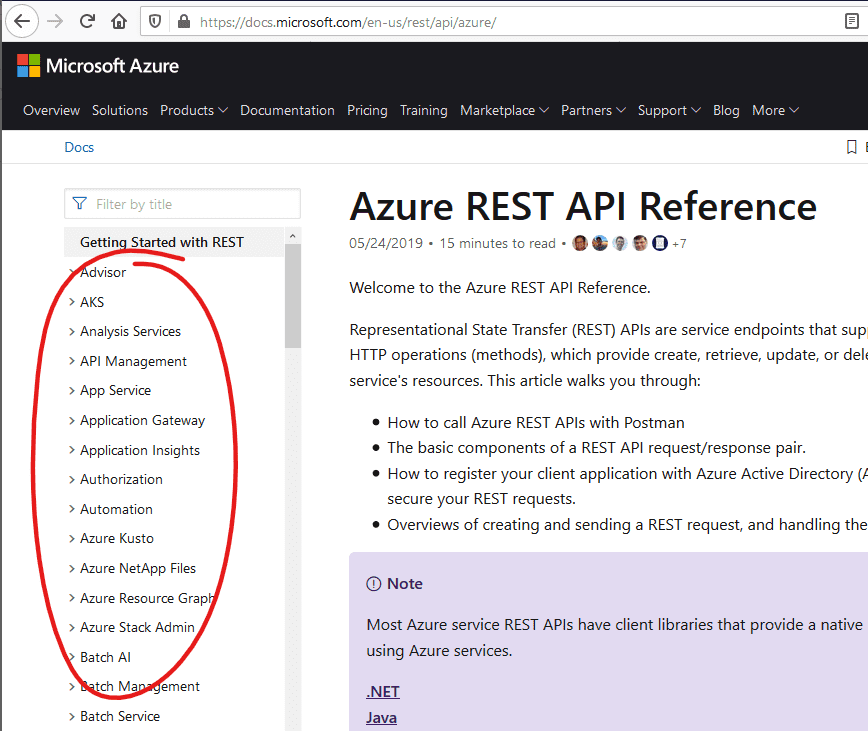 https://docs.microsoft.com/en-us/rest/api/azure/
Microsoft Azure
Overview Solutions Products Documentation Pricing Training Marketplace Partners Support Blog More
Docs
Filter by title
Getting Started with REST
Advisor
AKS
Analysis Services
API Management
App Service
Application Gateway
Application Insights
Authorization
Automation
Azure Kusto
Azure NetApp Files
Azure Resource Graph
Azure Stack Admin
Batch AI
Batch Management
Batch Service
Azure REST API Reference
05/24/2019 • 15 minutes to read • +7
Welcome to the Azure REST API Reference.
Representational State Transfer (REST) APIs are service endpoints that sup
HTTP operations (methods), which provide create, retrieve, update, or dele
service's resources. This article walks you through:
• How to call Azure REST APIs with Postman
• The basic components of a REST API request/response pair.
• How to register your client application with Azure Active Directory (A
secure your REST requests.
• Overviews of creating and sending a REST request, and handling the
Note
Most Azure service REST APIs have client libraries that provide a native
using Azure services.
.NET
Java